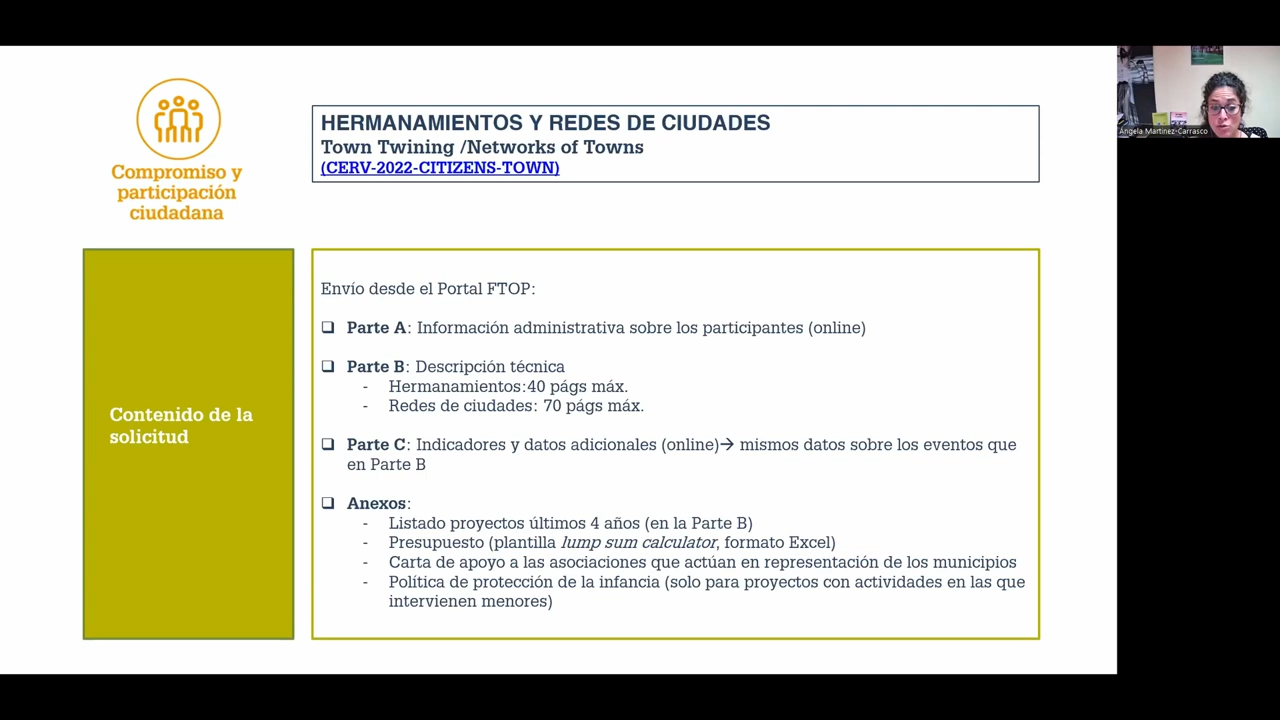 Compromiso y
participación
ciudadana
HERMANAMIENTOS Y REDES DE CIUDADES
Town Twining /Networks of Towns
(CERV-2022-CITIZENS-TOWN)
Angela Martinez-Carrasco
Contenido de la
solicitud
Envío desde el Portal FTOP:
❑ Parte A: Información administrativa sobre los participantes (online)
❑ Parte B: Descripción técnica
- Hermanamientos:40 págs máx.
- Redes de ciudades: 70 págs máx.
❑ Parte C: Indicadores y datos adicionales (online)→ mismos datos sobre los eventos que
en Parte B
❑ Anexos:
- Listado proyectos últimos 4 años (en la Parte B)
- Presupuesto (plantilla lump sum calculator, formato Excel)
- Carta de apoyo a las asociaciones que actúan en representación de los municipios
- Política de protección de la infancia (solo para proyectos con actividades en las que
intervienen menores)